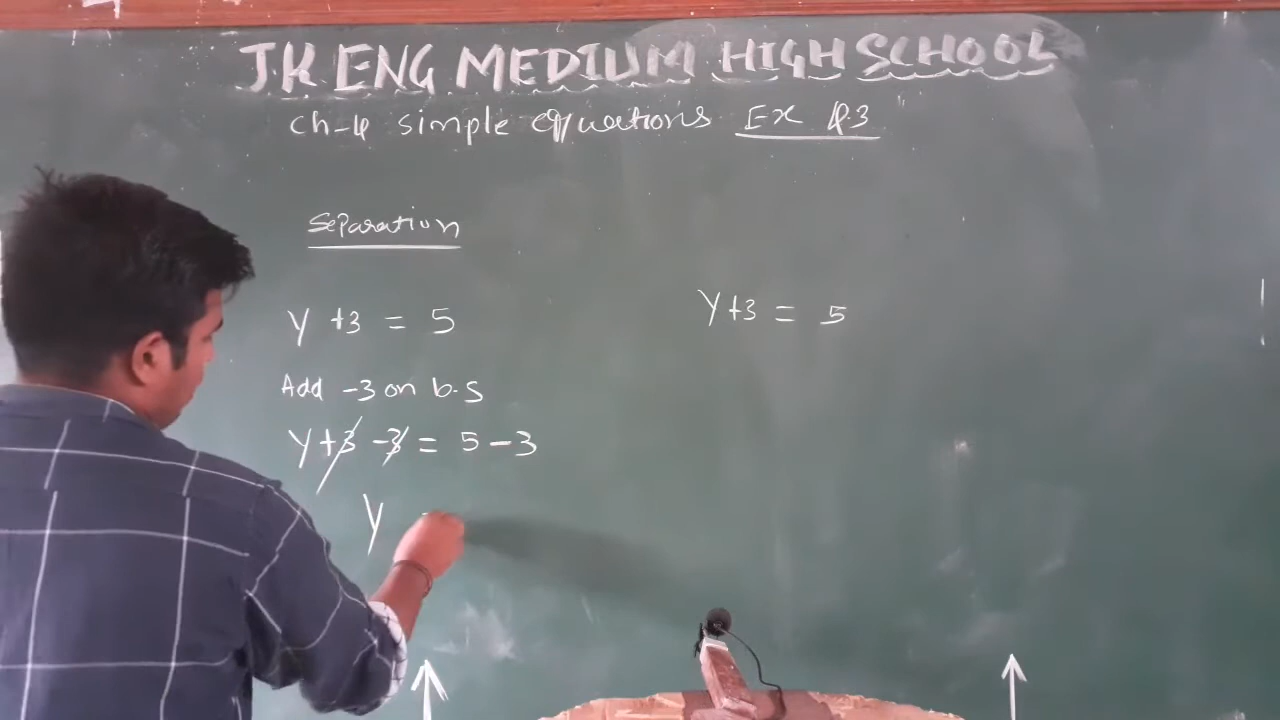 J.K ENG MEDIUM HIGH SCHOOL
Ch-4 simple equations Ex 4.3
Separation
y +3 = 5
Add -3 on b.s
y+3 -3 = 5-3
y
y+3 = 5